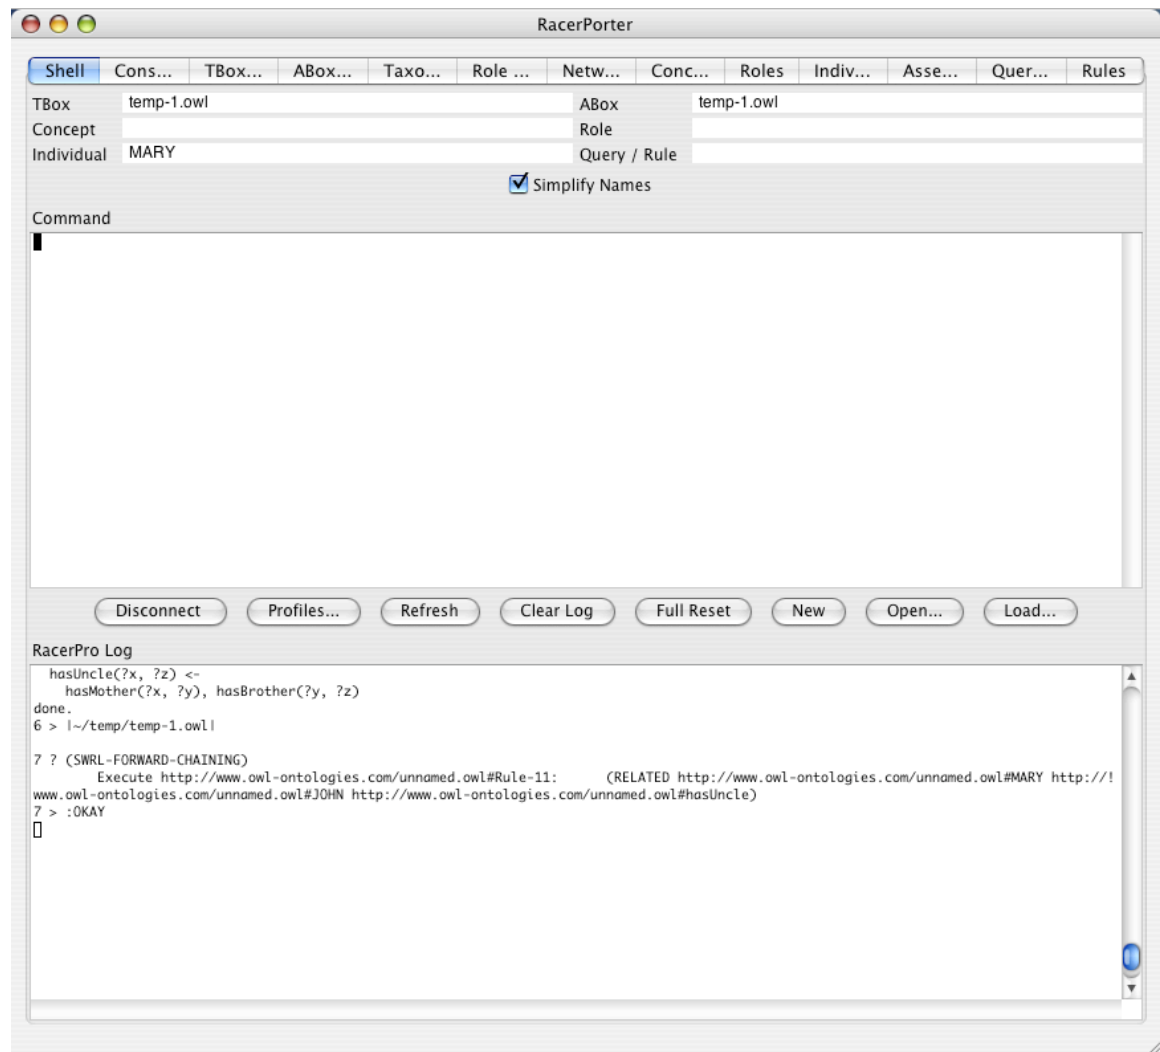 RacerPorter
Shell Cons... TBox... ABox... Taxo... Role ... Netw... Conc... Roles Indiv... Asse... Quer... Rules
TBox temp-1.owl ABox temp-1.owl
Concept Role
Individual MARY Query / Rule
Simplify Names
Command
Disconnect Profiles... Refresh Clear Log Full Reset New Open... Load...
RacerPro Log
hasUncle(?x, ?z) <-
hasMother(?x, ?y), hasBrother(?y, ?z)
done.
6 > |~/temp/temp-1.owl|
7 ? (SWRL-FORWARD-CHAINING)
Execute http://www.owl-ontologies.com/unnamed.owl#Rule-11: (RELATED http://www.owl-ontologies.com/unnamed.owl#MARY http://!
www.owl-ontologies.com/unnamed.owl#JOHN http://www.owl-ontologies.com/unnamed.owl#hasUncle)
7 > :OKAY